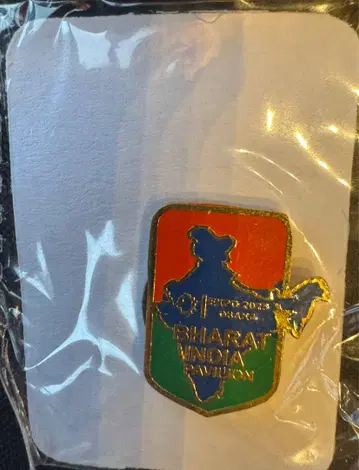 EXPO 2025
OSAKA
BHARAT
INDIA
PAVILION